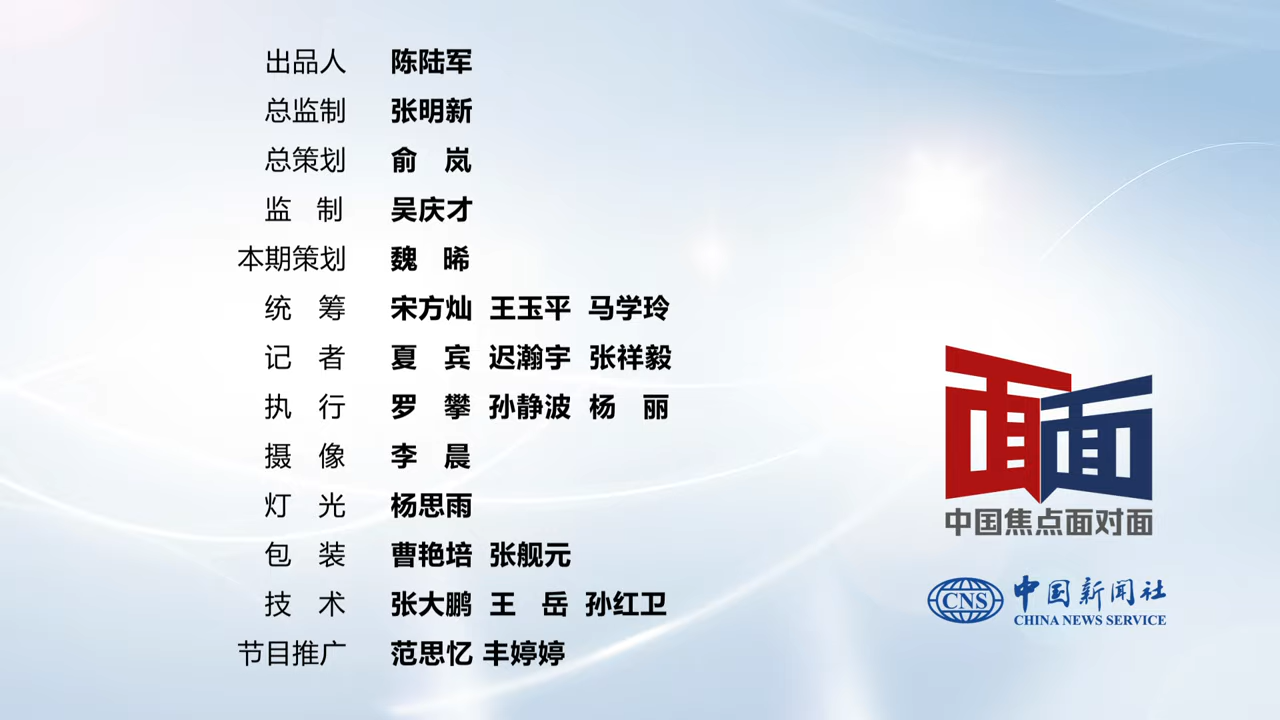 出品人 陈陆军
总监制 张明新
总策划 俞 岚
监 制 吴庆才
本期策划 魏 晞
统 筹 宋方灿 王玉平 马学玲
记 者 夏 宾 迟瀚宇 张祥毅
执 行 罗 攀 孙静波 杨 丽
摄 像 李 晨
灯 光 杨思雨
包 装 曹艳培 张舰元
技 术 张大鹏 王 岳 孙红卫
节目推广 范思忆 丰婷婷
面面
中国焦点面对面
CNS 中国新闻社
CHINA NEWS SERVICE